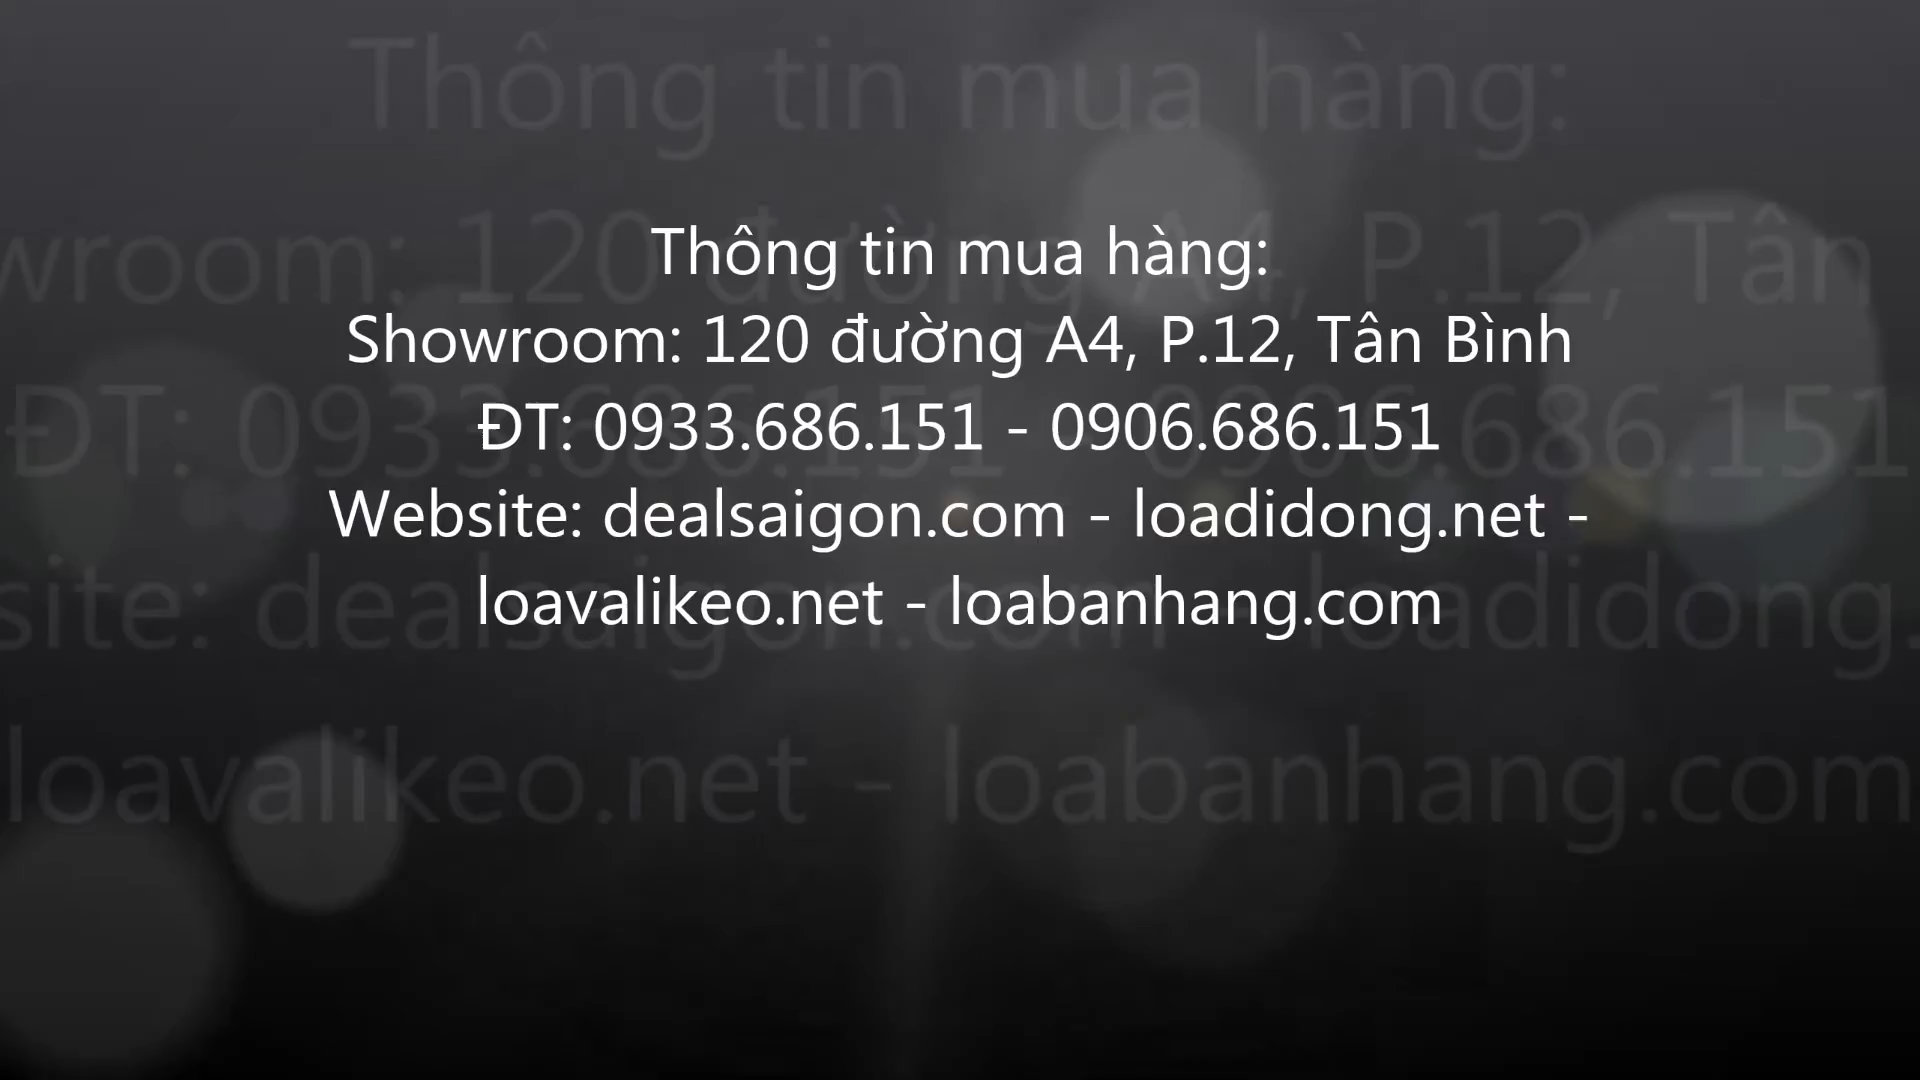 Thông tin mua hàng:
Showroom: 120 đường A4, P.12, Tân Bình
ĐT: 0933.686.151 - 0906.686.151
Website: dealsaigon.com - loadidong.net -
loavalikeo.net - loabanhang.com